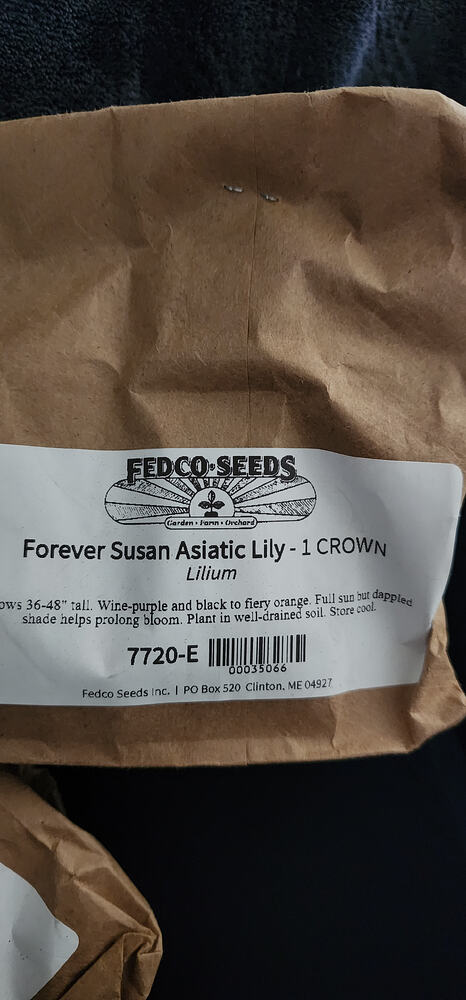 FEDCO·SEEDS
Garden · Farm · Orchard
Forever Susan Asiatic Lily - 1 CROWN
Lilium
ows 36-48" tall. Wine-purple and black to fiery orange. Full sun but dappled
shade helps prolong bloom. Plant in well-drained soil. Store cool.
7720-E
00035066
Fedco Seeds Inc. | PO Box 520 Clinton, ME 04927